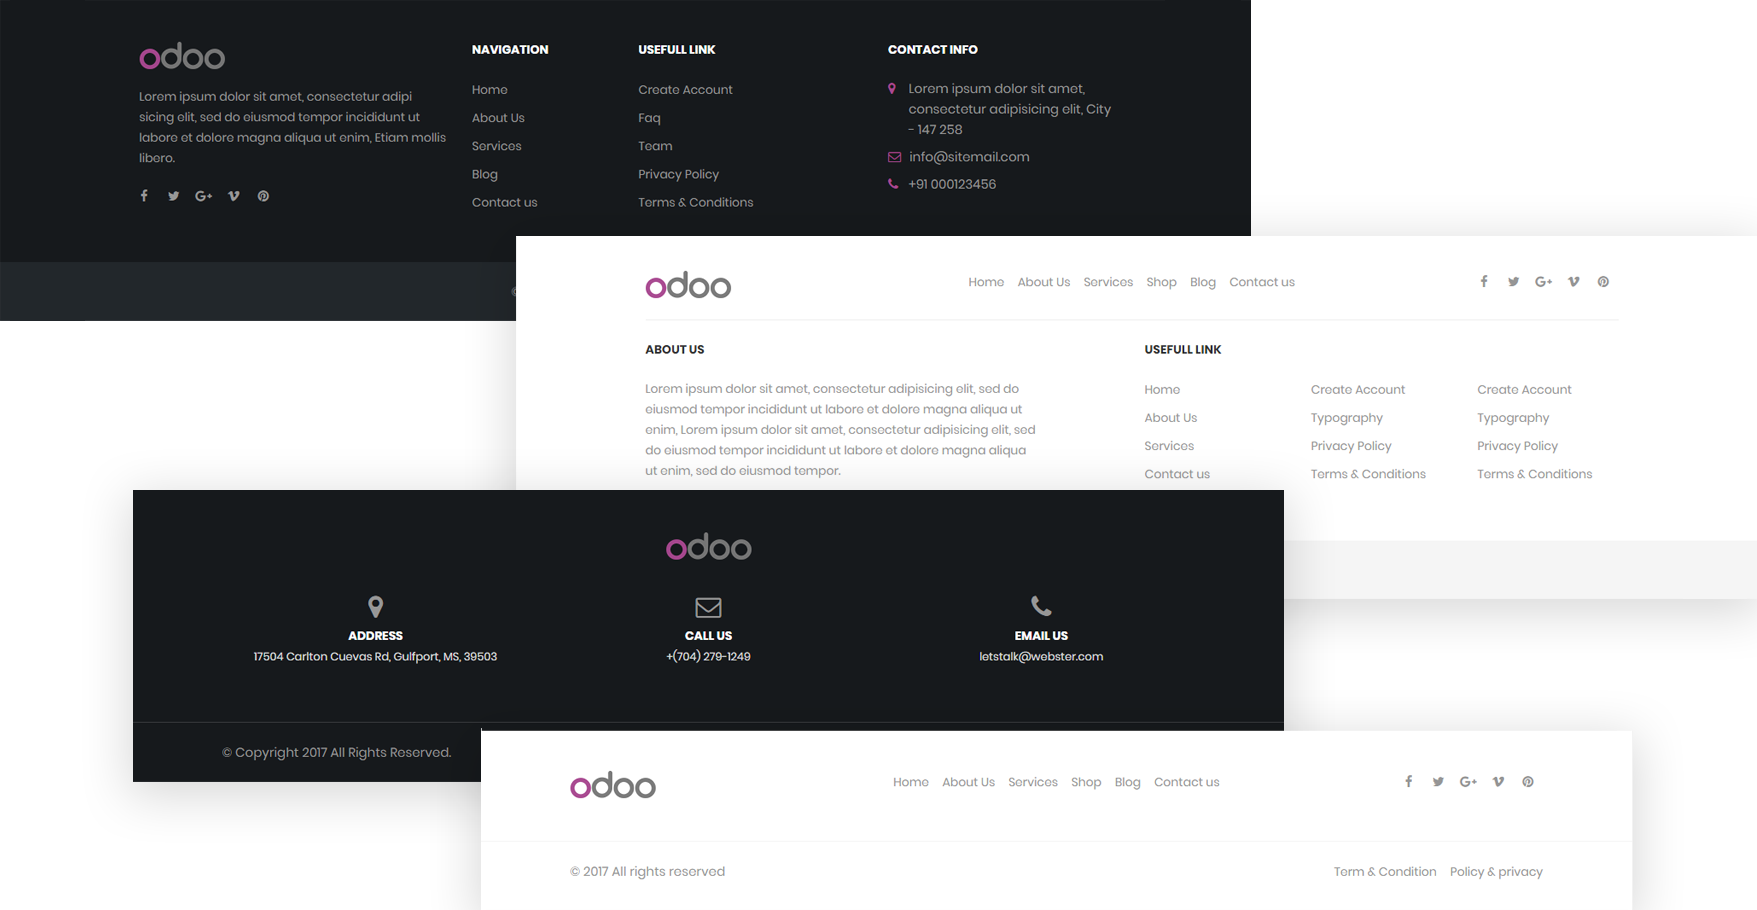 odoo
Lorem ipsum dolor sit amet, consectetur adipi
sicing elit, sed do eiusmod tempor incididunt ut
labore et dolore magna aliqua ut enim, Etiam mollis
libero.
NAVIGATION
Home
About Us
Services
Blog
Contact us
USEFULL LINK
Create Account
Faq
Team
Privacy Policy
Terms & Conditions
CONTACT INFO
Lorem ipsum dolor sit amet,
consectetur adipisicing elit, City
- 147 258
info@sitemail.com
+91 000123456
odoo
Home About Us Services Shop Blog Contact us
ABOUT US
Lorem ipsum dolor sit amet, consectetur adipisicing elit, sed do
eiusmod tempor incididunt ut labore et dolore magna aliqua ut
enim, Lorem ipsum dolor sit amet, consectetur adipisicing elit, sed
do eiusmod tempor incididunt ut labore et dolore magna aliqua
ut enim, sed do eiusmod tempor.
USEFULL LINK
Home
About Us
Services
Contact us
Create Account
Typography
Privacy Policy
Terms & Conditions
Create Account
Typography
Privacy Policy
Terms & Conditions
odoo
ADDRESS
17504 Carlton Cuevas Rd, Gulfport, MS, 39503
CALL US
+(704) 279-1249
EMAIL US
letstalk@webster.com
© Copyright 2017 All Rights Reserved.
odoo
Home About Us Services Shop Blog Contact us
© 2017 All rights reserved
Term & Condition Policy & privacy